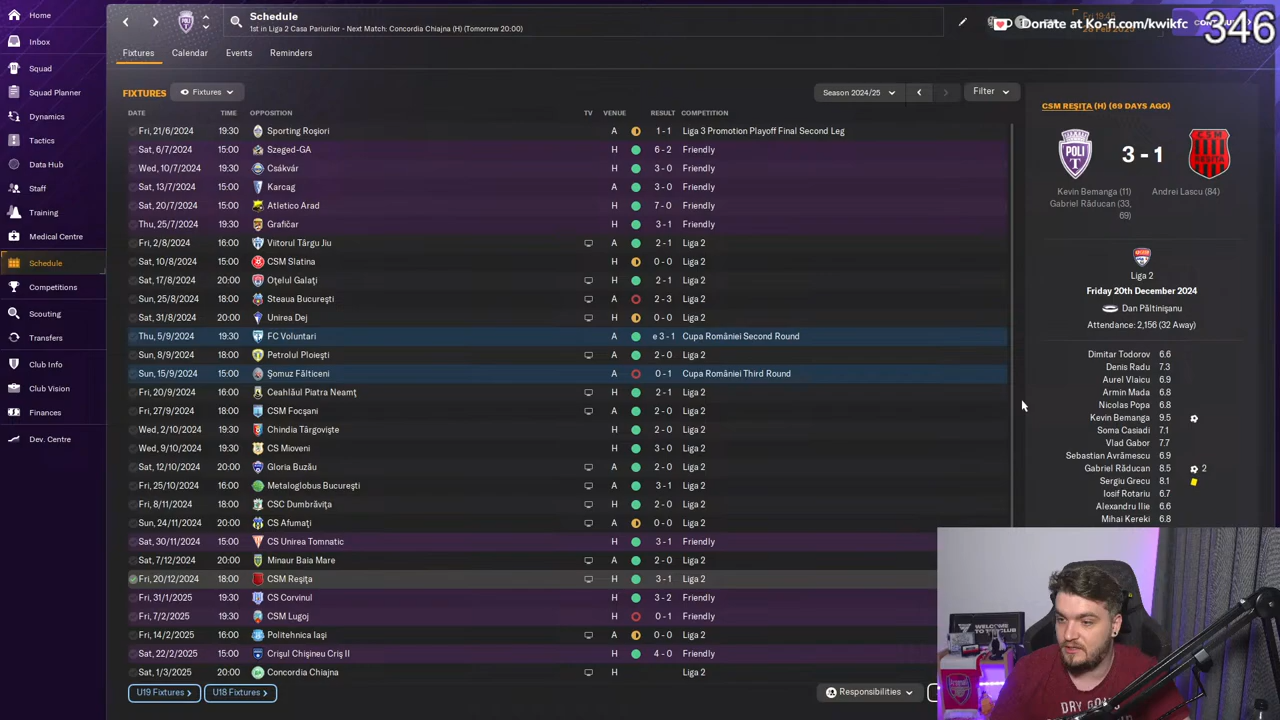 Home
Inbox
Squad
Squad Planner
Dynamics
Tactics
Data Hub
Staff
Training
Medical Centre
Schedule
Competitions
Scouting
Transfers
Club Info
Club Vision
Finances
Dev. Centre
Schedule
1st in Liga 2 Casa Pariurilor - Next Match: Concordia Chiajna (H) (Tomorrow 20:00)
Donate at Ko-fi.com/kwikfc
346
Fixtures Calendar Events Reminders
FIXTURES Fixtures Season 2024/25 Filter
DATE TIME OPPOSITION TV VENUE RESULT COMPETITION
Fri, 21/6/2024 19:30 Sporting Roşiori A 1-1 Liga 3 Promotion Playoff Final Second Leg
Sat, 6/7/2024 15:00 Szeged-GA H 6-2 Friendly
Wed, 10/7/2024 19:30 Csákvár H 3-0 Friendly
Sat, 13/7/2024 15:00 Karcag A 3-0 Friendly
Sat, 20/7/2024 15:00 Atletico Arad A 7-0 Friendly
Thu, 25/7/2024 19:30 Grafičar H 3-1 Friendly
Fri, 2/8/2024 16:00 Viitorul Târgu Jiu A 2-1 Liga 2
Sat, 10/8/2024 15:00 CSM Slatina H 0-0 Liga 2
Sat, 17/8/2024 20:00 Oţelul Galaţi H 2-1 Liga 2
Sun, 25/8/2024 18:00 Steaua Bucureşti A 2-3 Liga 2
Sat, 31/8/2024 20:00 Unirea Dej H 0-0 Liga 2
Thu, 5/9/2024 19:30 FC Voluntari A e 3-1 Cupa României Second Round
Sun, 8/9/2024 18:00 Petrolul Ploieşti A 2-0 Liga 2
Sun, 15/9/2024 15:00 Şomuz Fălticeni A 0-1 Cupa României Third Round
Fri, 20/9/2024 16:00 Ceahlăul Piatra Neamţ H 2-1 Liga 2
Fri, 27/9/2024 18:00 CSM Focşani A 2-0 Liga 2
Wed, 2/10/2024 19:30 Chindia Târgovişte H 2-0 Liga 2
Wed, 9/10/2024 19:30 CS Mioveni A 3-0 Liga 2
Sat, 12/10/2024 20:00 Gloria Buzău H 2-0 Liga 2
Fri, 25/10/2024 16:00 Metaloglobus Bucureşti A 3-1 Liga 2
Fri, 8/11/2024 18:00 CSC Dumbrăviţa H 2-0 Liga 2
Sun, 24/11/2024 20:00 CS Afumaţi A 0-0 Liga 2
Sat, 30/11/2024 15:00 CS Unirea Tomnatic H 3-1 Friendly
Sat, 7/12/2024 20:00 Minaur Baia Mare A 2-0 Liga 2
Fri, 20/12/2024 18:00 CSM Reşiţa H 3-1 Liga 2
Fri, 31/1/2025 19:30 CS Corvinul H 3-2 Friendly
Fri, 7/2/2025 19:30 CSM Lugoj H 0-1 Friendly
Fri, 14/2/2025 16:00 Politehnica Iaşi A 0-0 Liga 2
Sat, 22/2/2025 15:00 Crişul Chişineu Criş II H 4-0 Friendly
Sat, 1/3/2025 20:00 Concordia Chiajna H Liga 2
U19 Fixtures U18 Fixtures Responsibilities
CSM REŞIŢA (H) (69 DAYS AGO)
3 - 1
Kevin Bemanga (11) Andrei Lascu (84)
Gabriel Răducan (33,
69)
Liga 2
Friday 20th December 2024
Dan Păltinişanu
Attendance: 2,156 (32 Away)
Dimitar Todorov 6.6
Denis Radu 7.3
Aurel Vlaicu 6.9
Armin Mada 6.8
Nicolas Popa 6.8
Kevin Bemanga 9.5
Soma Casiadi 7.1
Vlad Gabor 7.7
Sebastian Avrămescu 6.9
Gabriel Răducan 8.5 2
Sergiu Grecu 8.1
Iosif Rotariu 6.7
Alexandru Ilie 6.6
Mihai Kereki 6.8